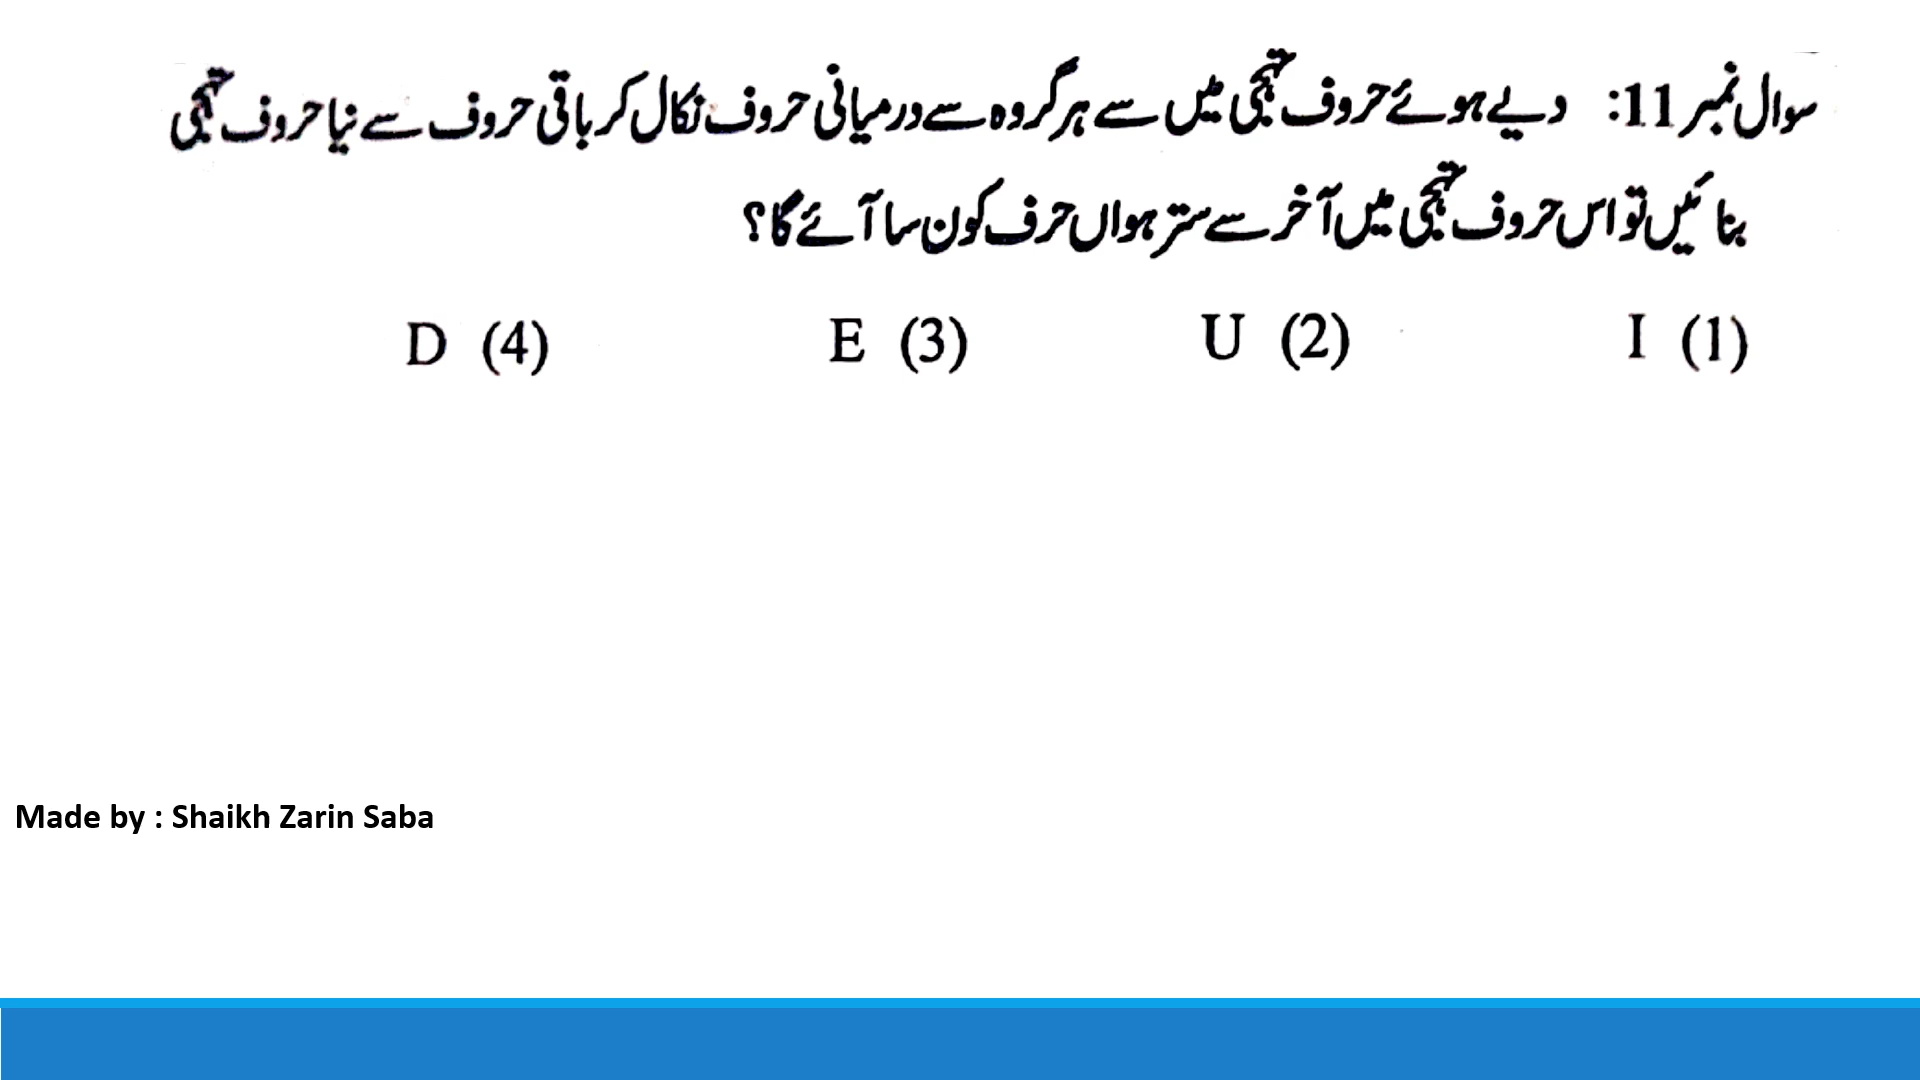 سوال نمبر 11: دیے ہوئے حروف تہجی میں سے ہر گروہ سے درمیانی حروف نکال کر باقی حروف سے نیا حروف تہجی
بنائیں تو اس حروف تہجی میں آخر سے ستر ہواں حرف کون سا آئے گا؟
(1) I (2) U (3) E (4) D
Made by : Shaikh Zarin Saba